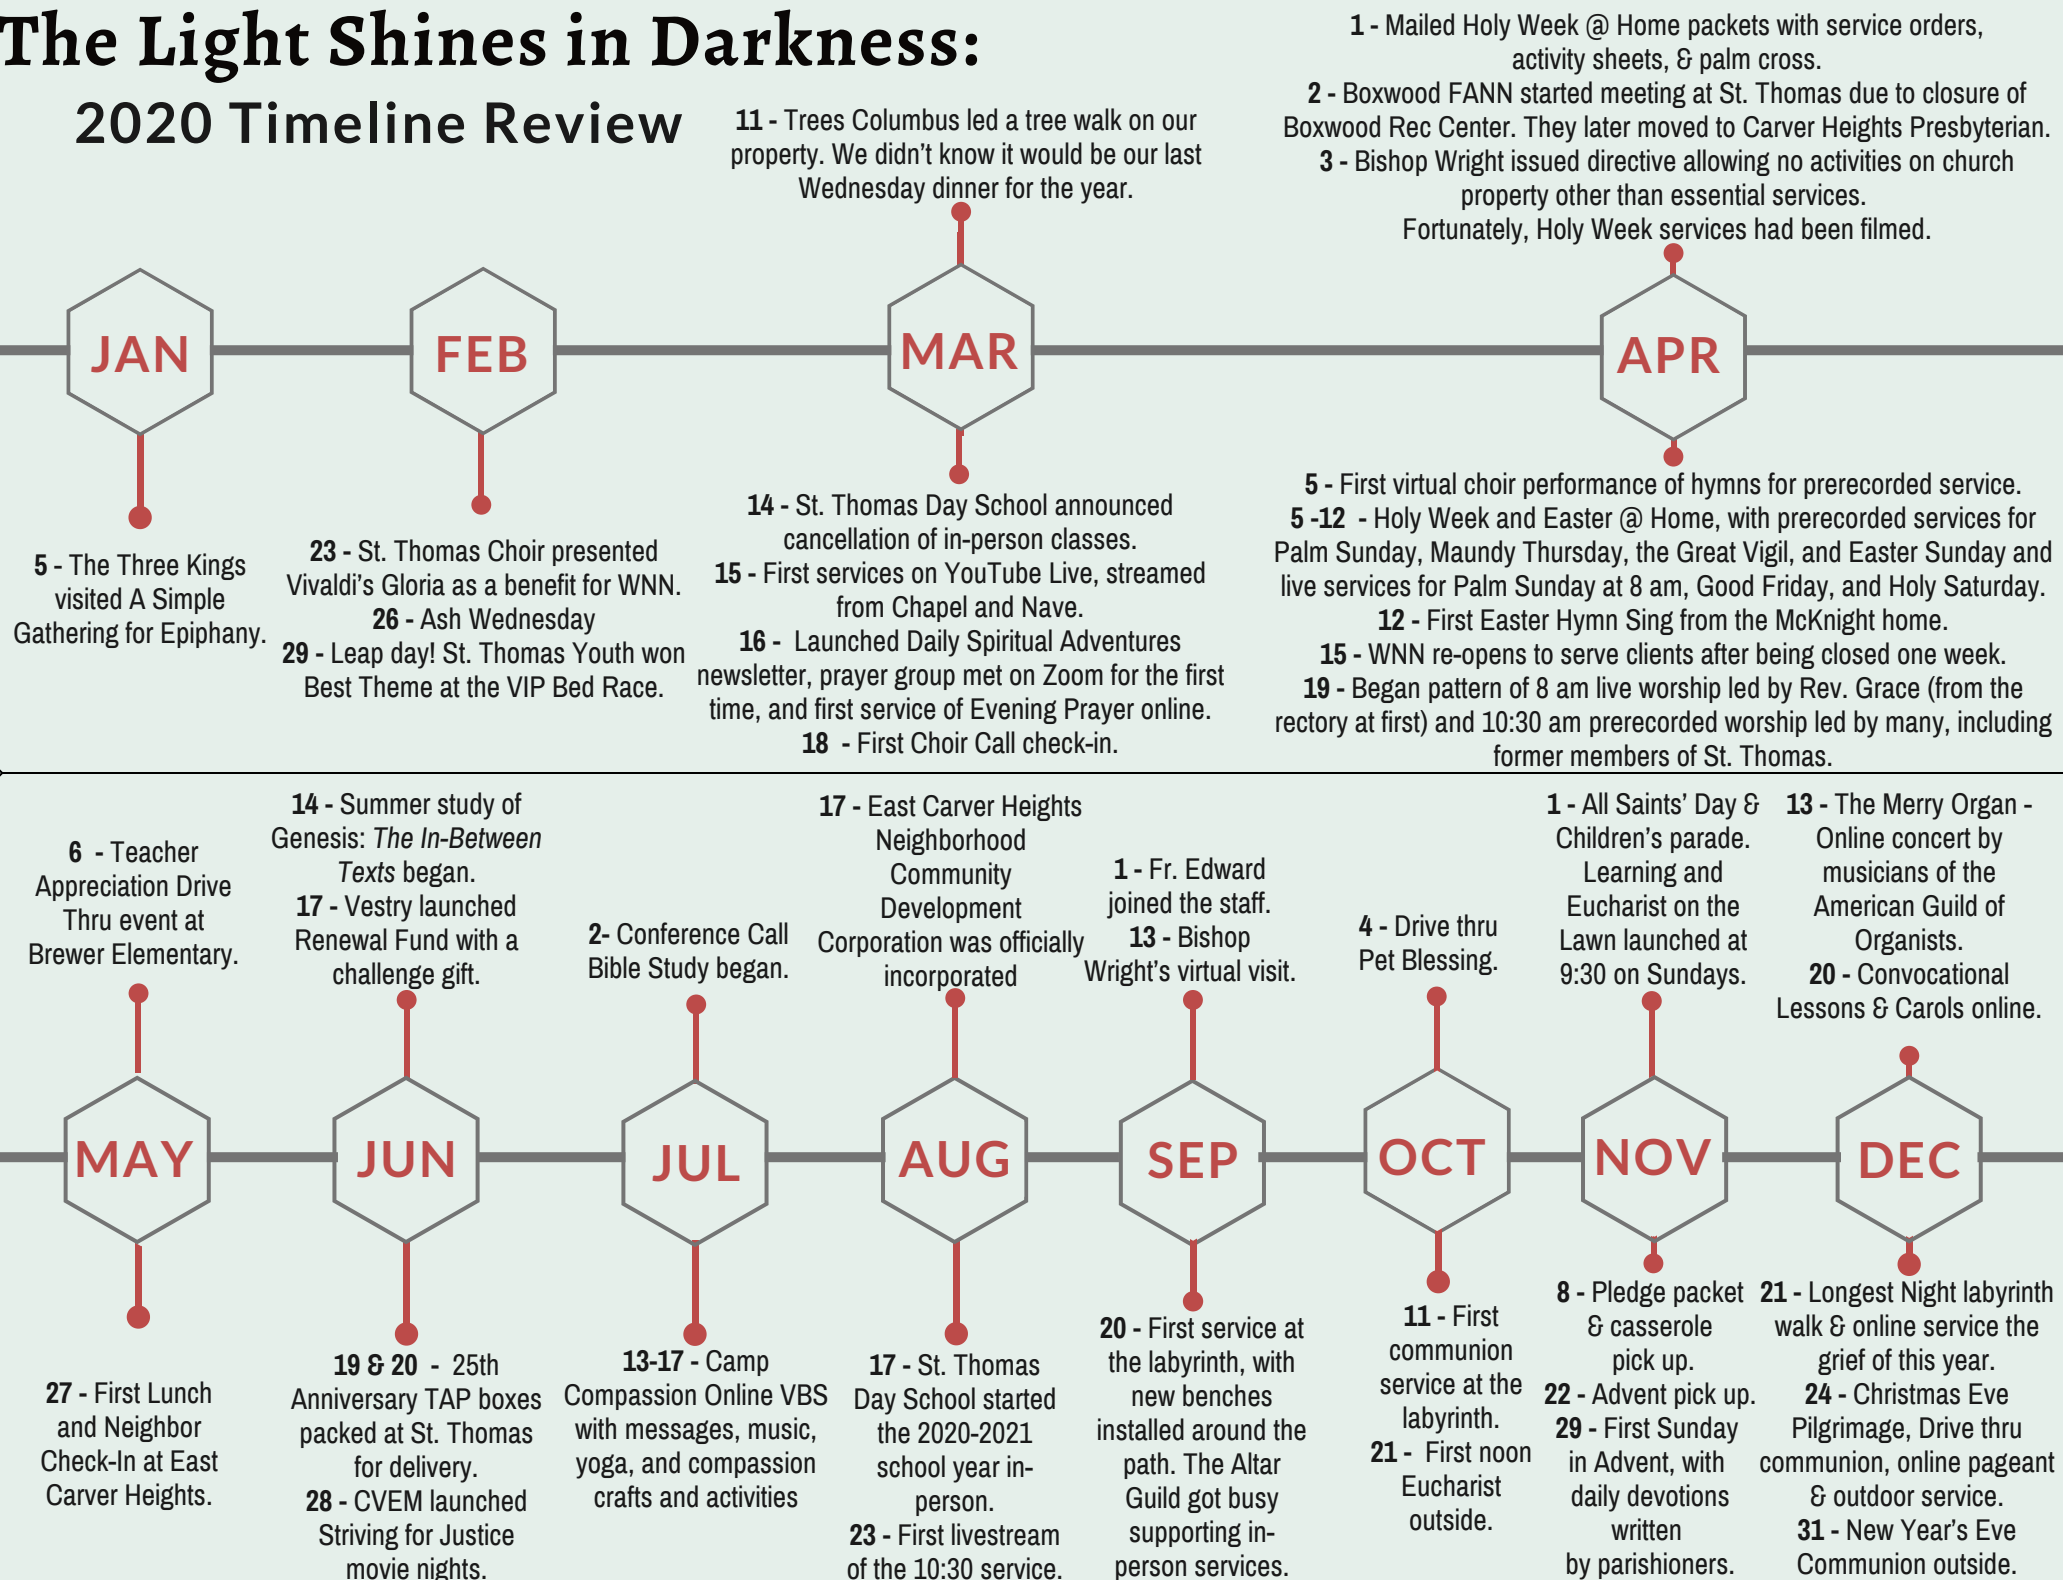 The Light Shines in Darkness:
2020 Timeline Review
JAN
5 - The Three Kings
visited A Simple
Gathering for Epiphany.
FEB
23 - St. Thomas Choir presented
Vivaldi's Gloria as a benefit for WNN.
26 - Ash Wednesday
29 - Leap day! St. Thomas Youth won
Best Theme at the VIP Bed Race.
11 - Trees Columbus led a tree walk on our
property. We didn't know it would be our last
Wednesday dinner for the year.
MAR
14 - St. Thomas Day School announced
cancellation of in-person classes.
15 - First services on YouTube Live, streamed
from Chapel and Nave.
16 - Launched Daily Spiritual Adventures
newsletter, prayer group met on Zoom for the first
time, and first service of Evening Prayer online.
18 - First Choir Call check-in.
1 - Mailed Holy Week @ Home packets with service orders,
activity sheets, & palm cross.
2 - Boxwood FANN started meeting at St. Thomas due to closure of
Boxwood Rec Center. They later moved to Carver Heights Presbyterian.
3 - Bishop Wright issued directive allowing no activities on church
property other than essential services.
Fortunately, Holy Week services had been filmed.
APR
5 - First virtual choir performance of hymns for prerecorded service.
5 -12 - Holy Week and Easter @ Home, with prerecorded services for
Palm Sunday, Maundy Thursday, the Great Vigil, and Easter Sunday and
live services for Palm Sunday at 8 am, Good Friday, and Holy Saturday.
12 - First Easter Hymn Sing from the McKnight home.
15 - WNN re-opens to serve clients after being closed one week.
19 - Began pattern of 8 am live worship led by Rev. Grace (from the
rectory at first) and 10:30 am prerecorded worship led by many, including
former members of St. Thomas.
6 - Teacher
Appreciation Drive
Thru event at
Brewer Elementary.
MAY
27 - First Lunch
and Neighbor
Check-In at East
Carver Heights.
14 - Summer study of
Genesis: The In-Between
Texts began.
17 - Vestry launched
Renewal Fund with a
challenge gift.
JUN
19 & 20 - 25th
Anniversary TAP boxes
packed at St. Thomas
for delivery.
28 - CVEM launched
Striving for Justice
movie nights.
2- Conference Call
Bible Study began.
JUL
13-17 - Camp
Compassion Online VBS
with messages, music,
yoga, and compassion
crafts and activities
17 - East Carver Heights
Neighborhood
Community
Development
Corporation was officially
incorporated
AUG
17 - St. Thomas
Day School started
the 2020-2021
school year in-
person.
23 - First livestream
of the 10:30 service.
1 - Fr. Edward
joined the staff.
13 - Bishop
Wright's virtual visit.
SEP
20 - First service at
the labyrinth, with
new benches
installed around the
path. The Altar
Guild got busy
supporting in-
person services.
4 - Drive thru
Pet Blessing.
OCT
11 - First
communion
service at the
labyrinth.
21 - First noon
Eucharist
outside.
1 - All Saints' Day &
Children's parade.
Learning and
Eucharist on the
Lawn launched at
9:30 on Sundays.
NOV
8 - Pledge packet
& casserole
pick up.
22 - Advent pick up.
29 - First Sunday
in Advent, with
daily devotions
written
by parishioners.
13 - The Merry Organ -
Online concert by
musicians of the
American Guild of
Organists.
20 - Convocational
Lessons & Carols online.
DEC
21 - Longest Night labyrinth
walk & online service the
grief of this year.
24 - Christmas Eve
Pilgrimage, Drive thru
communion, online pageant
& outdoor service.
31 - New Year's Eve
Communion outside.